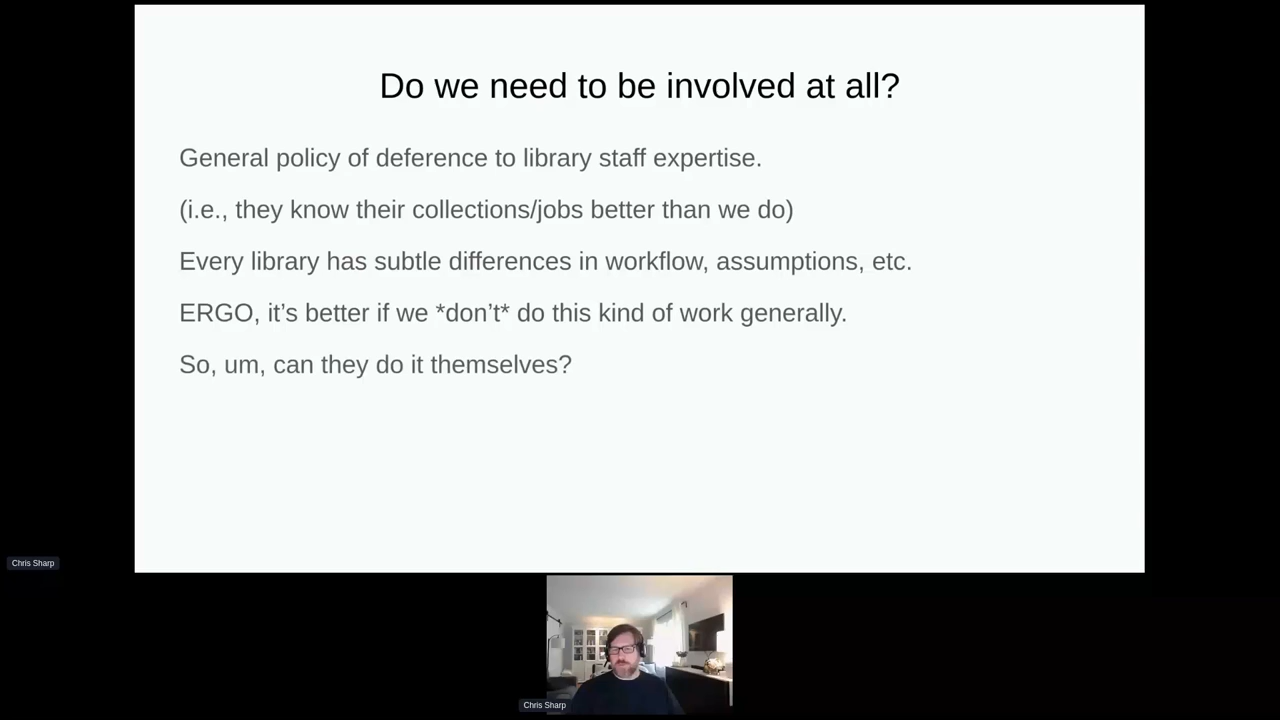 Do we need to be involved at all?
General policy of deference to library staff expertise.
(i.e., they know their collections/jobs better than we do)
Every library has subtle differences in workflow, assumptions, etc.
ERGO, it’s better if we *don’t* do this kind of work generally.
So, um, can they do it themselves?
Chris Sharp
Chris Sharp